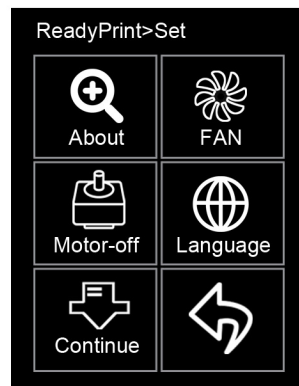 ReadyPrint>Set
About
FAN
Motor-off
Language
Continue